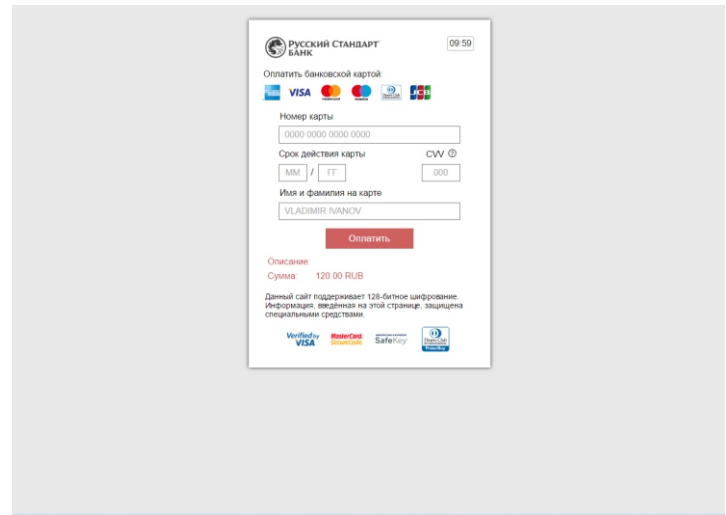 Русский Стандарт
Банк
09:59
Оплатить банковской картой:
VISA
JCB
Номер карты
0000 0000 0000 0000
Срок действия карты CVV
ММ / ГГ 000
Имя и фамилия на карте
VLADIMIR IVANOV
Оплатить
Описание:
Сумма: 120.00 RUB
Данный сайт поддерживает 128-битное шифрование.
Информация, введённая на этой странице, защищена
специальными средствами.
Verified by
VISA
MasterCard.
SecureCode.
SafeKey